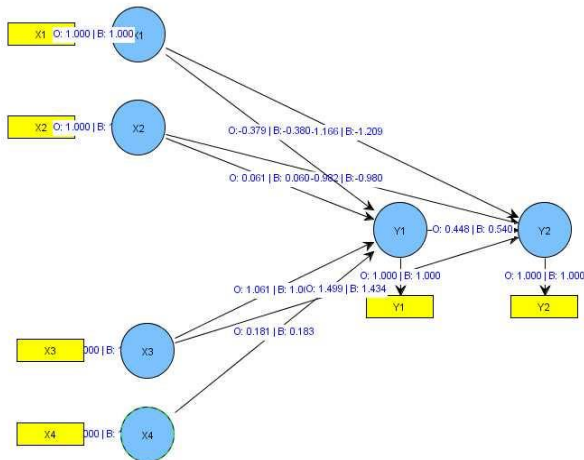 X1 O: 1.000 | B: 1.000 X1
X2 O: 1.000 | B: X2
O:-0.379 | B:-0.380-1.166 | B:-1.209
O: 0.061 | B: 0.060-0.982 | B:-0.980
Y1 O: 0.448 | B: 0.540 Y2
O: 1.000 | B: 1.000 O: 1.000 | B: 1.000
O: 1.061 | B: O: 1.499 | B: 1.434
Y1 Y2
O: 0.181 | B: 0.183
X3 000 | B: X3
X4 000 | B: X4